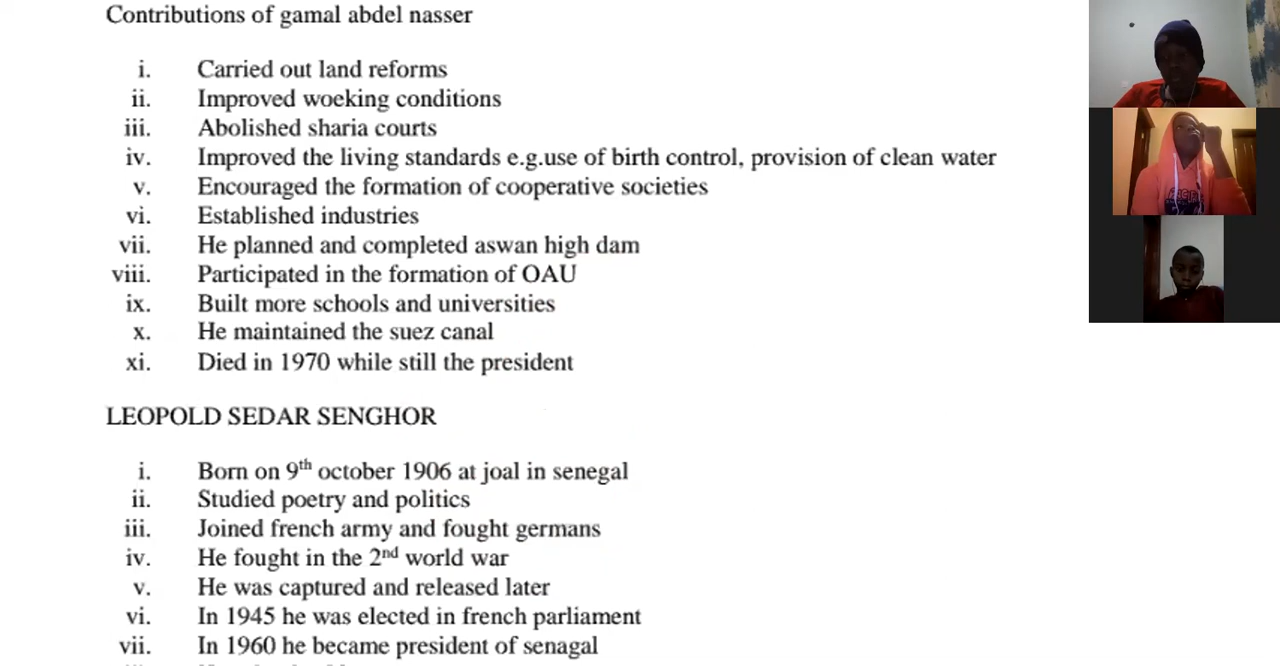 Contributions of gamal abdel nasser
i. Carried out land reforms
ii. Improved woeking conditions
iii. Abolished sharia courts
iv. Improved the living standards e.g.use of birth control, provision of clean water
v. Encouraged the formation of cooperative societies
vi. Established industries
vii. He planned and completed aswan high dam
viii. Participated in the formation of OAU
ix. Built more schools and universities
x. He maintained the suez canal
xi. Died in 1970 while still the president
LEOPOLD SEDAR SENGHOR
i. Born on 9th october 1906 at joal in senegal
ii. Studied poetry and politics
iii. Joined french army and fought germans
iv. He fought in the 2nd world war
v. He was captured and released later
vi. In 1945 he was elected in french parliament
vii. In 1960 he became president of senagal